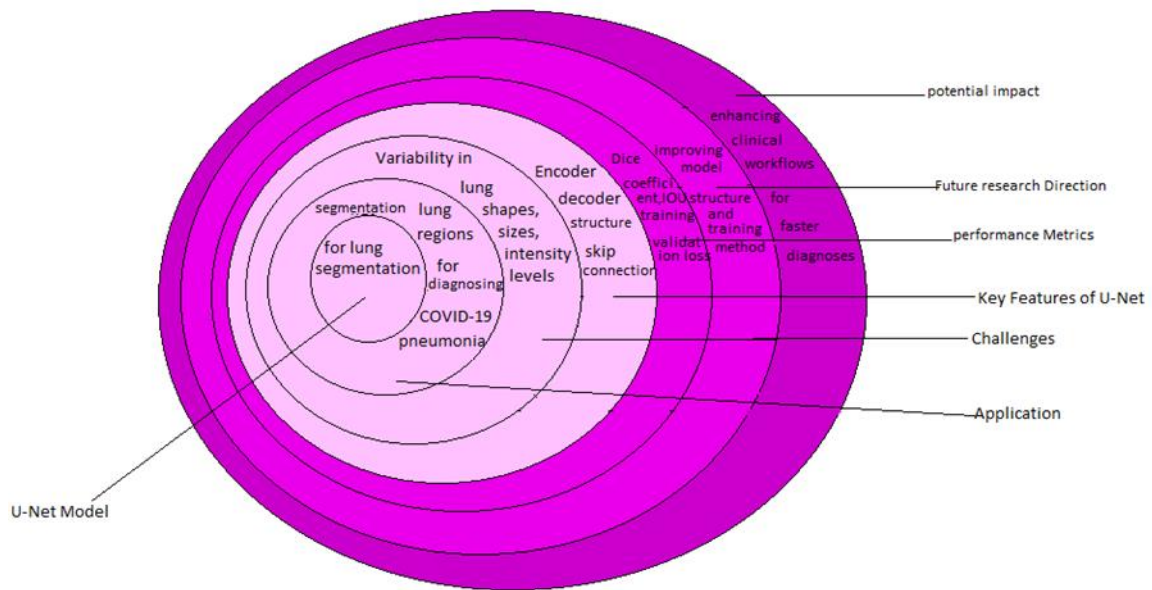 for lung
segmentation
segmentation
lung
regions
for
diagnosing
COVID-19
pneumonia
Variability in
lung
shapes,
sizes,
intensity
levels
Encoder
decoder
structure
skip
connection
Dice
coeffici
ent,IOU
training
validat
ion loss
improving
model
structure
and
training
method
enhancing
clinical
workflows
for
faster
diagnoses
potential impact
Future research Direction
performance Metrics
Key Features of U-Net
Challenges
Application
U-Net Model